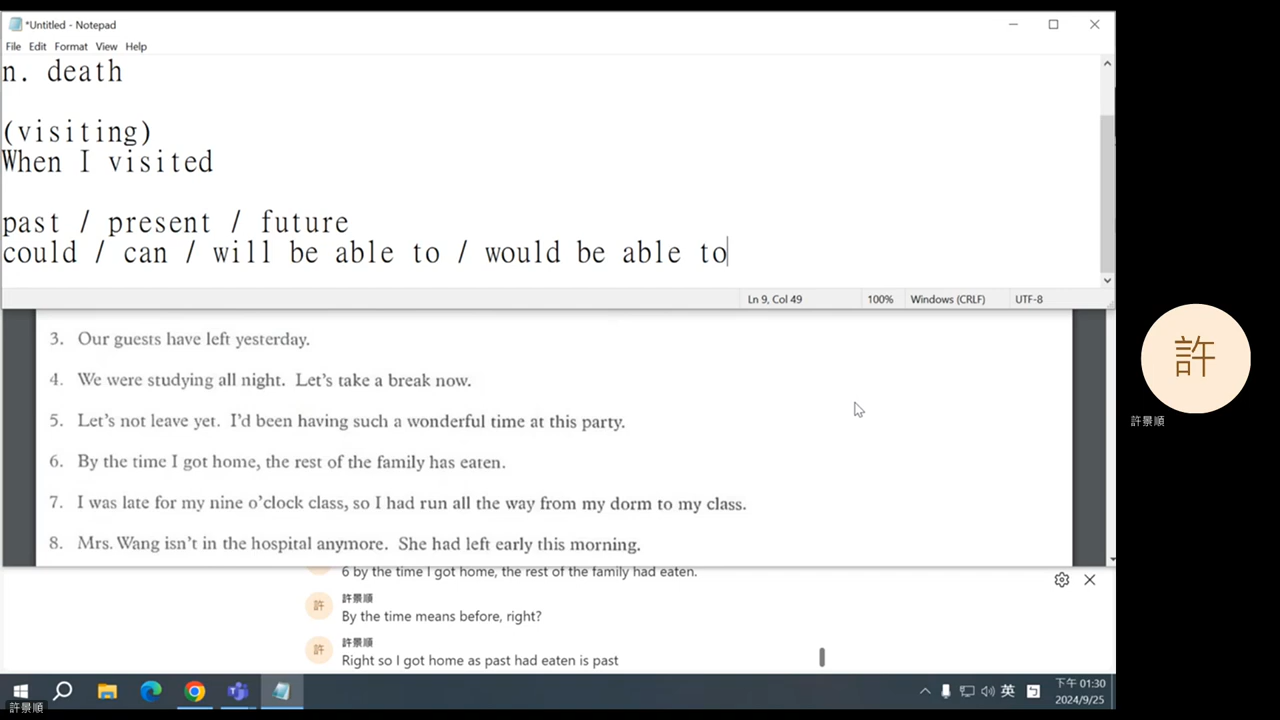 *Untitled - Notepad
File Edit Format View Help
n. death
(visiting)
When I visited
past / present / future
could / can / will be able to / would be able to
Ln 9, Col 49 100% Windows (CRLF) UTF-8
3. Our guests have left yesterday.
4. We were studying all night. Let's take a break now.
5. Let's not leave yet. I'd been having such a wonderful time at this party.
6. By the time I got home, the rest of the family has eaten.
7. I was late for my nine o'clock class, so I had run all the way from my dorm to my class.
8. Mrs. Wang isn't in the hospital anymore. She had left early this morning.
6 by the time I got home, the rest of the family had eaten.
許 許景順
By the time means before, right?
許 許景順
Right so I got home as past had eaten is past
許
許景順
英
下午 01:30
2024/9/25
許景順